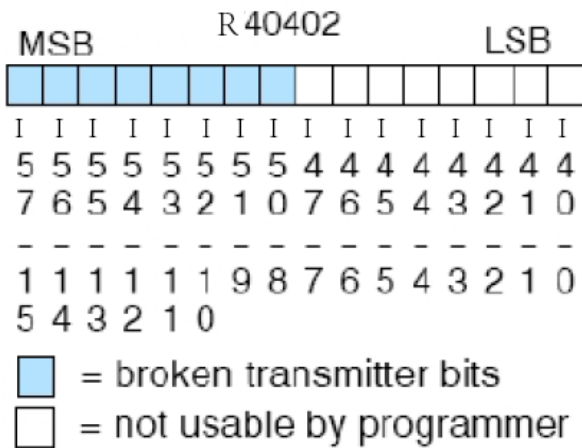 R 40402
MSB LSB
I I I I I I I I I I I I I I I I
5 5 5 5 5 5 5 5 4 4 4 4 4 4 4 4
7 6 5 4 3 2 1 0 7 6 5 4 3 2 1 0
- - - - - - - - - - - - - - - -
1 1 1 1 1 1 9 8 7 6 5 4 3 2 1 0
5 4 3 2 1 0
= broken transmitter bits
= not usable by programmer